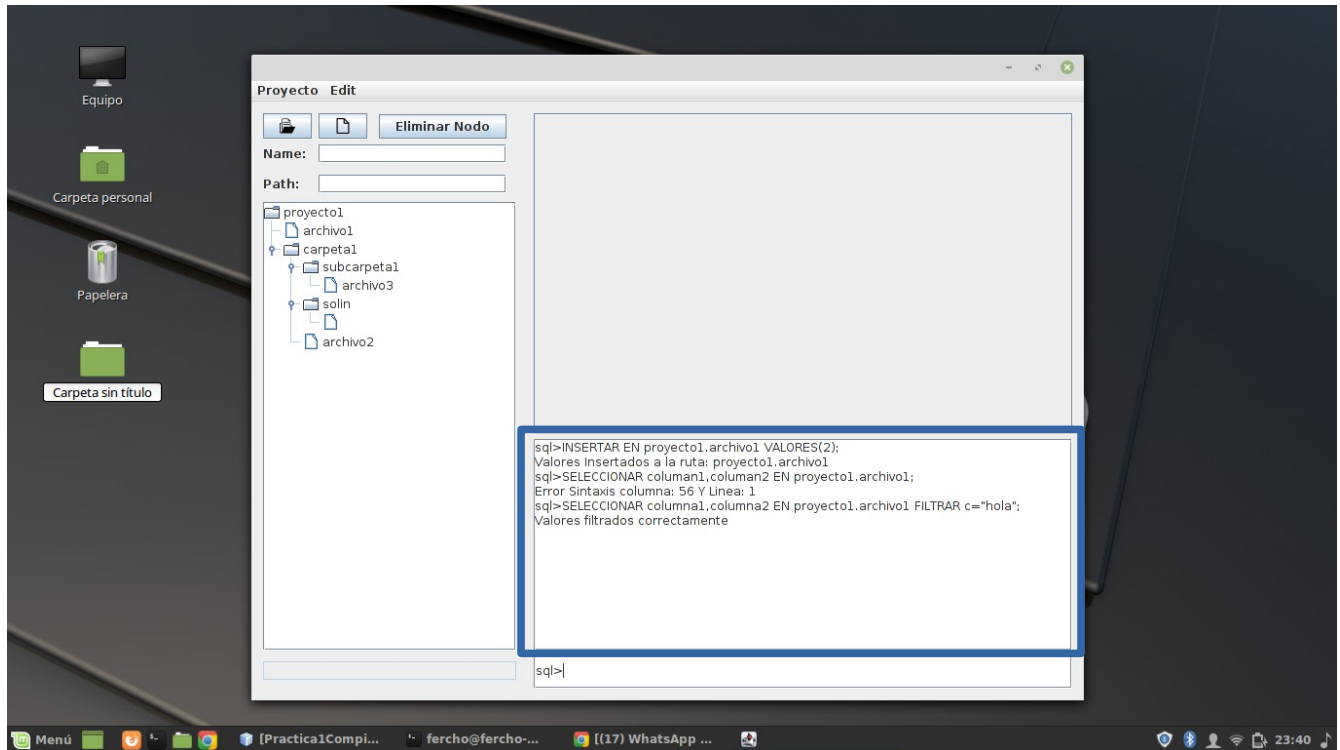 Equipo
Carpeta personal
Papelera
Carpeta sin título
Proyecto Edit
Eliminar Nodo
Name:
Path:
proyecto1
archivo1
carpeta1
subcarpeta1
archivo3
solin
archivo2
sql>INSERTAR EN proyecto1.archivo1 VALORES(2);
Valores Insertados a la ruta: proyecto1.archivo1
sql>SELECCIONAR columan1,columan2 EN proyecto1.archivo1;
Error Sintaxis columna: 56 Y Linea: 1
sql>SELECCIONAR columna1,columna2 EN proyecto1.archivo1 FILTRAR c="hola";
Valores filtrados correctamente
sql>
Menú [Practica1Compi... fercho@fercho-... [(17) WhatsApp ... 23:40